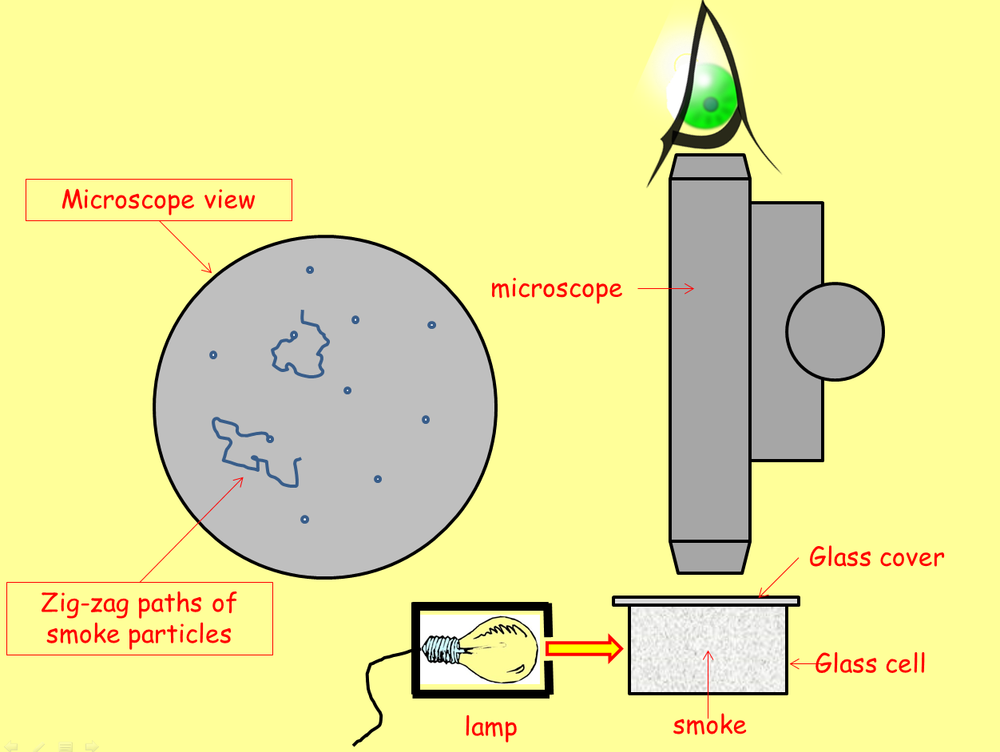 Microscope view
microscope
Glass cover
Zig-zag paths of
smoke particles
Glass cell
lamp
smoke